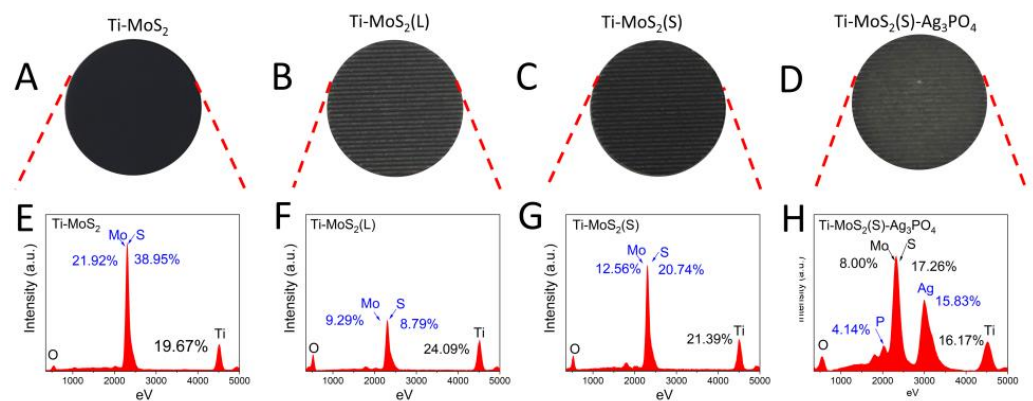 Ti-MoS₂
Ti-MoS₂(L)
Ti-MoS₂(S)
Ti-MoS₂(S)-Ag₃PO₄
A
B
C
D
E
Ti-MoS₂
Mo S
21.92% 38.95%
19.67%
Ti
O
Intensity (a.u.)
1000 2000 3000 4000 5000
eV
F
Ti-MoS₂(L)
Mo S
9.29% 8.79%
24.09%
Ti
O
Intensity (a.u.)
1000 2000 3000 4000 5000
eV
G
Ti-MoS₂(S)
Mo S
12.56% 20.74%
21.39%
Ti
O
Intensity (a.u.)
1000 2000 3000 4000 5000
eV
H
Ti-MoS₂(S)-Ag₃PO₄
Mo S
8.00% 17.26%
Ag
15.83%
P
4.14%
16.17%
Ti
O
Intensity (a.u.)
1000 2000 3000 4000 5000
eV